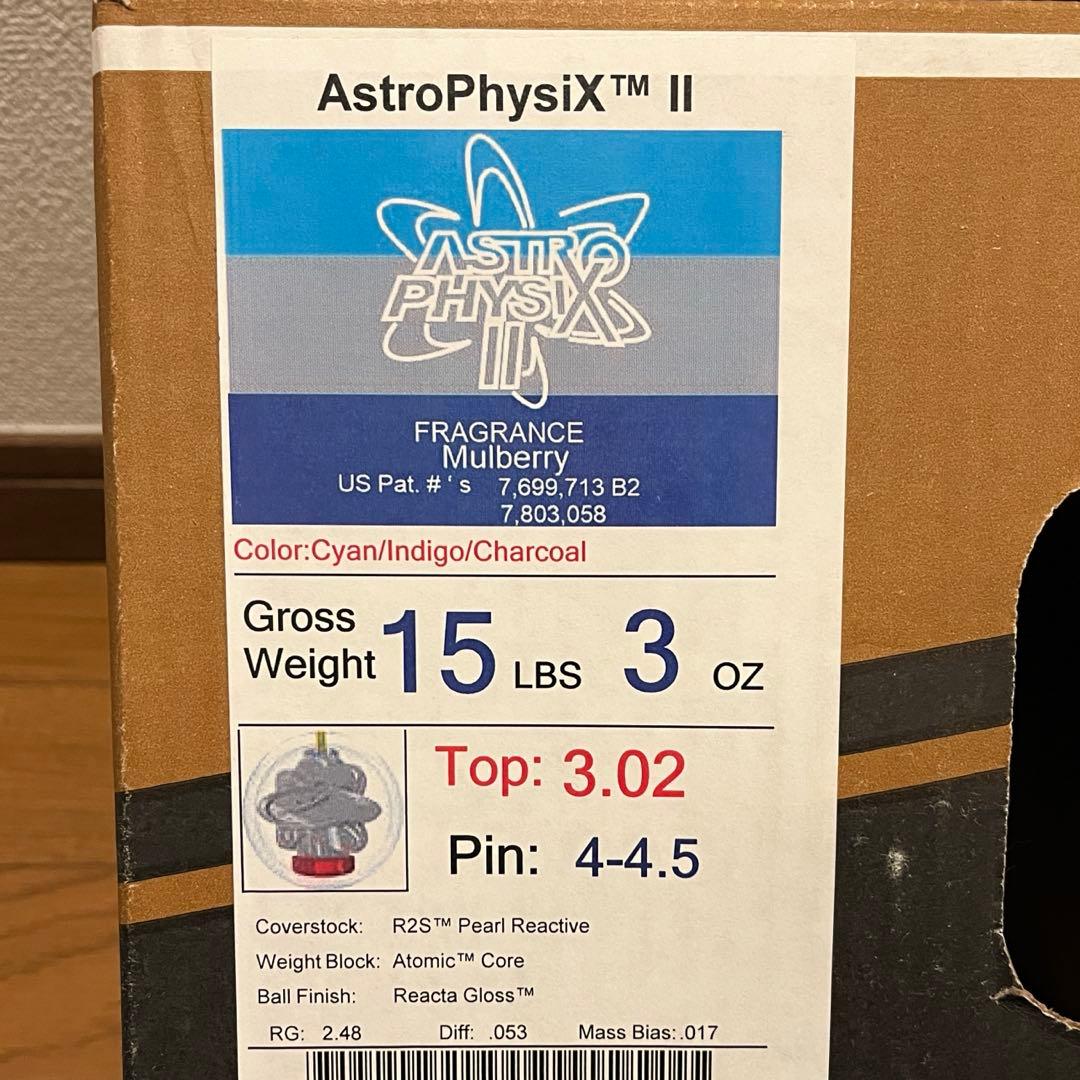 AstroPhysiX™ II
ASTRO
PHYSIX
II
FRAGRANCE
Mulberry
US Pat. # ' s 7,699,713 B2
7,803,058
Color:Cyan/Indigo/Charcoal
Gross
Weight 15 LBS 3 OZ
Top: 3.02
Pin: 4-4.5
Coverstock: R2S™ Pearl Reactive
Weight Block: Atomic™ Core
Ball Finish: Reacta Gloss™
RG: 2.48 Diff: .053 Mass Bias:.017